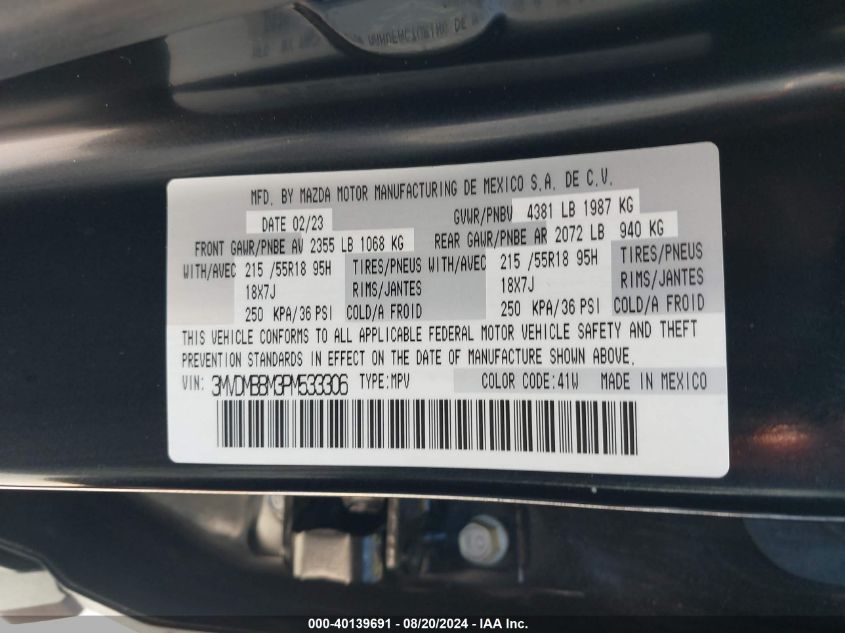 MFD. BY MAZDA MOTOR MANUFACTURING DE MEXICO S.A. DE C.V.
DATE 02/23 GVWR/PNBV 4381 LB 1987 KG
FRONT GAWR/PNBE AV 2355 LB 1068 KG REAR GAWR/PNBE AR 2072 LB 940 KG
WITH/AVEC 215 /55R18 95H TIRES/PNEUS WITH/AVEC 215 /55R18 95H TIRES/PNEUS
18X7J RIMS/JANTES 18X7J RIMS/JANTES
250 KPA/36 PSI COLD/A FROID 250 KPA/36 PSI COLD/A FROID
THIS VEHICLE CONFORMS TO ALL APPLICABLE FEDERAL MOTOR VEHICLE SAFETY AND THEFT
PREVENTION STANDARDS IN EFFECT ON THE DATE OF MANUFACTURE SHOWN ABOVE.
VIN: 3MVDMBBM3PM533306 TYPE:MPV COLOR CODE:41W MADE IN MEXICO
000-40139691 - 08/20/2024 - IAA Inc.